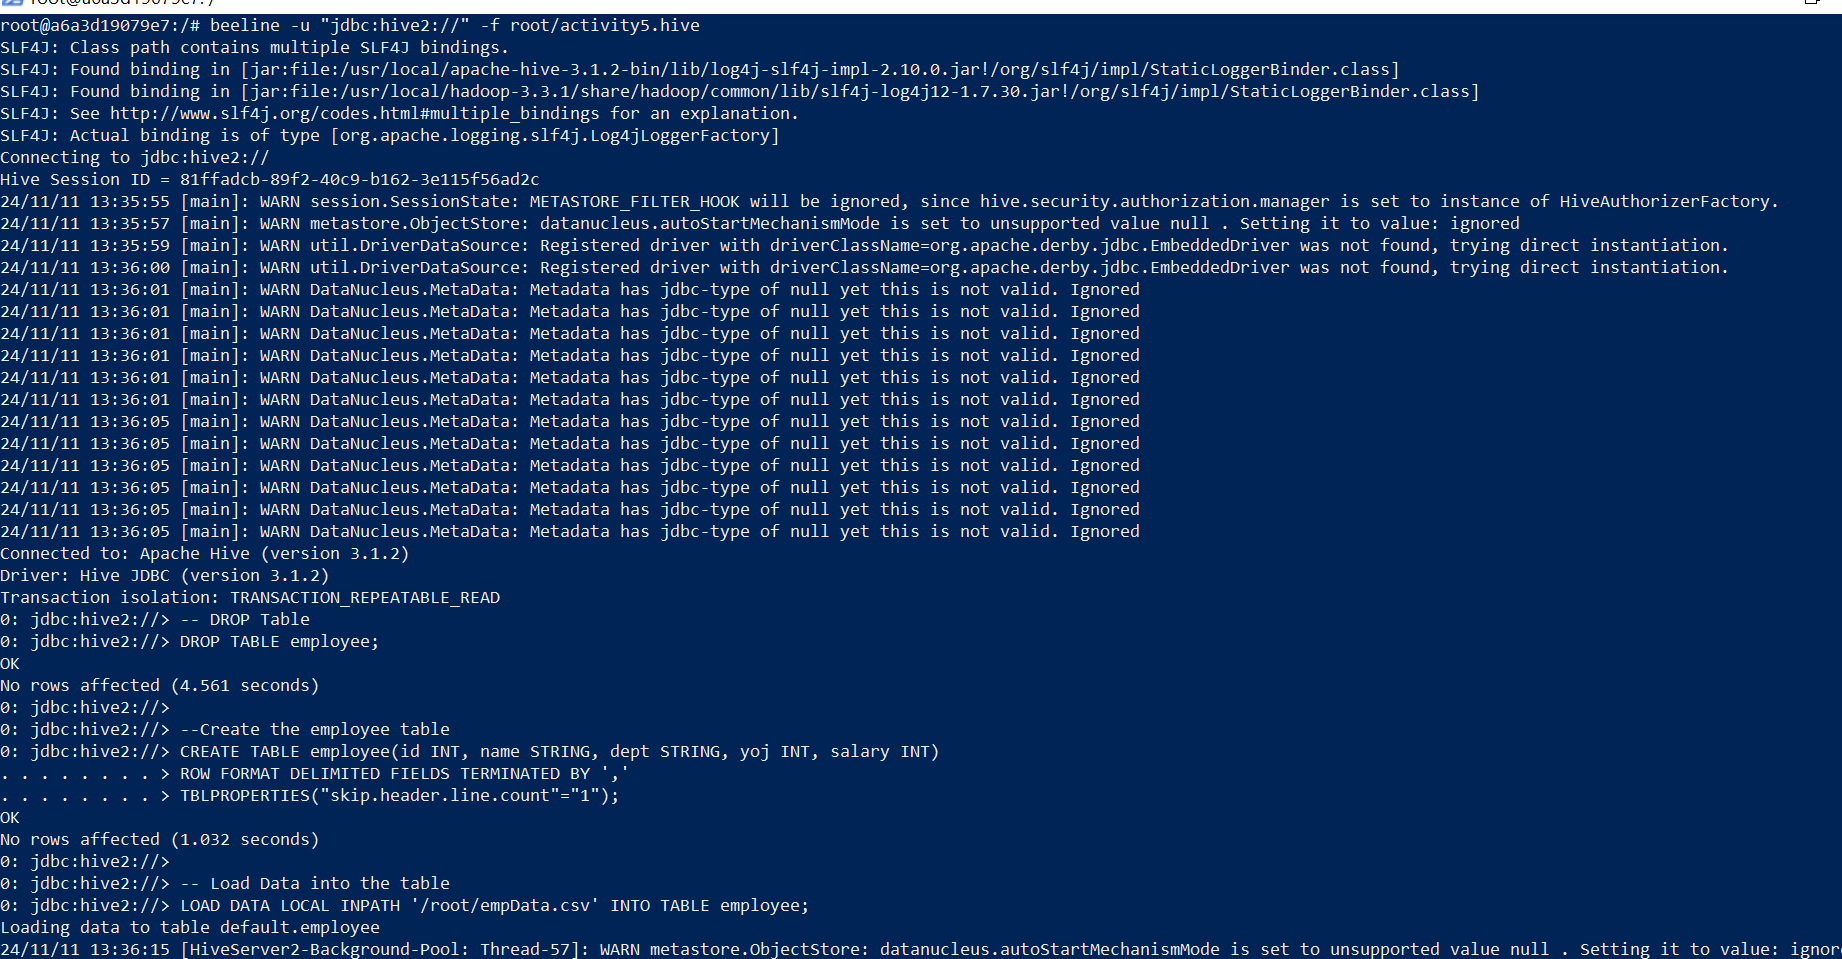 root@a6a3d19079e7:/# beeline -u "jdbc:hive2://" -f root/activity5.hive
SLF4J: Class path contains multiple SLF4J bindings.
SLF4J: Found binding in [jar:file:/usr/local/apache-hive-3.1.2-bin/lib/log4j-slf4j-impl-2.10.0.jar!/org/slf4j/impl/StaticLoggerBinder.class]
SLF4J: Found binding in [jar:file:/usr/local/hadoop-3.3.1/share/hadoop/common/lib/slf4j-log4j12-1.7.30.jar!/org/slf4j/impl/StaticLoggerBinder.class]
SLF4J: See http://www.slf4j.org/codes.html#multiple_bindings for an explanation.
SLF4J: Actual binding is of type [org.apache.logging.slf4j.Log4jLoggerFactory]
Connecting to jdbc:hive2://
Hive Session ID = 81ffadcb-89f2-40c9-b162-3e115f56ad2c
24/11/11 13:35:55 [main]: WARN session.SessionState: METASTORE_FILTER_HOOK will be ignored, since hive.security.authorization.manager is set to instance of HiveAuthorizerFactory.
24/11/11 13:35:57 [main]: WARN metastore.ObjectStore: datanucleus.autoStartMechanismMode is set to unsupported value null . Setting it to value: ignored
24/11/11 13:35:59 [main]: WARN util.DriverDataSource: Registered driver with driverClassName=org.apache.derby.jdbc.EmbeddedDriver was not found, trying direct instantiation.
24/11/11 13:36:00 [main]: WARN util.DriverDataSource: Registered driver with driverClassName=org.apache.derby.jdbc.EmbeddedDriver was not found, trying direct instantiation.
24/11/11 13:36:01 [main]: WARN DataNucleus.MetaData: Metadata has jdbc-type of null yet this is not valid. Ignored
24/11/11 13:36:01 [main]: WARN DataNucleus.MetaData: Metadata has jdbc-type of null yet this is not valid. Ignored
24/11/11 13:36:01 [main]: WARN DataNucleus.MetaData: Metadata has jdbc-type of null yet this is not valid. Ignored
24/11/11 13:36:01 [main]: WARN DataNucleus.MetaData: Metadata has jdbc-type of null yet this is not valid. Ignored
24/11/11 13:36:01 [main]: WARN DataNucleus.MetaData: Metadata has jdbc-type of null yet this is not valid. Ignored
24/11/11 13:36:01 [main]: WARN DataNucleus.MetaData: Metadata has jdbc-type of null yet this is not valid. Ignored
24/11/11 13:36:05 [main]: WARN DataNucleus.MetaData: Metadata has jdbc-type of null yet this is not valid. Ignored
24/11/11 13:36:05 [main]: WARN DataNucleus.MetaData: Metadata has jdbc-type of null yet this is not valid. Ignored
24/11/11 13:36:05 [main]: WARN DataNucleus.MetaData: Metadata has jdbc-type of null yet this is not valid. Ignored
24/11/11 13:36:05 [main]: WARN DataNucleus.MetaData: Metadata has jdbc-type of null yet this is not valid. Ignored
24/11/11 13:36:05 [main]: WARN DataNucleus.MetaData: Metadata has jdbc-type of null yet this is not valid. Ignored
24/11/11 13:36:05 [main]: WARN DataNucleus.MetaData: Metadata has jdbc-type of null yet this is not valid. Ignored
Connected to: Apache Hive (version 3.1.2)
Driver: Hive JDBC (version 3.1.2)
Transaction isolation: TRANSACTION_REPEATABLE_READ
0: jdbc:hive2://> -- DROP Table
0: jdbc:hive2://> DROP TABLE employee;
OK
No rows affected (4.561 seconds)
0: jdbc:hive2://>
0: jdbc:hive2://> --Create the employee table
0: jdbc:hive2://> CREATE TABLE employee(id INT, name STRING, dept STRING, yoj INT, salary INT)
. . . . . . . . > ROW FORMAT DELIMITED FIELDS TERMINATED BY ','
. . . . . . . . > TBLPROPERTIES("skip.header.line.count"="1");
OK
No rows affected (1.032 seconds)
0: jdbc:hive2://>
0: jdbc:hive2://> -- Load Data into the table
0: jdbc:hive2://> LOAD DATA LOCAL INPATH '/root/empData.csv' INTO TABLE employee;
Loading data to table default.employee
24/11/11 13:36:15 [HiveServer2-Background-Pool: Thread-57]: WARN metastore.ObjectStore: datanucleus.autoStartMechanismMode is set to unsupported value null . Setting it to value: